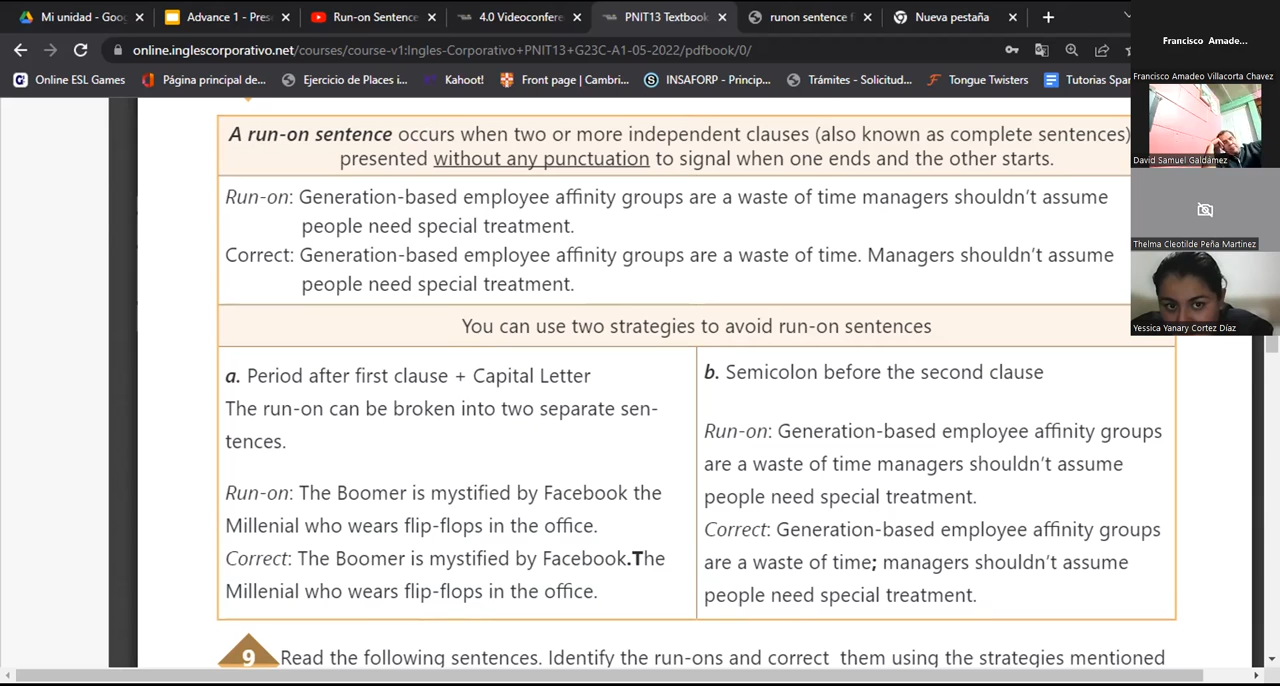 Mi unidad - Goo
Advance 1 - Pres
Run-on Sentence
4.0 Videoconfere
PNIT13 Textbook
runon sentence f
Nueva pestaña
online.inglescorporativo.net/courses/course-v1:Ingles-Corporativo+PNIT13+G23C-A1-05-2022/pdfbook/0/
Online ESL Games
Página principal de...
Ejercicio de Places i...
Kahoot!
Front page | Cambri...
INSAFORP - Princip...
Trámites - Solicitud...
Tongue Twisters
Tutorias Spar
Francisco Amade...
Francisco Amadeo Villacorta Chavez
David Samuel Galdámez
Thelma Cleotilde Peña Martinez
Yessica Yanary Cortez Díaz
A run-on sentence occurs when two or more independent clauses (also known as complete sentences)
presented without any punctuation to signal when one ends and the other starts.
Run-on: Generation-based employee affinity groups are a waste of time managers shouldn't assume
people need special treatment.
Correct: Generation-based employee affinity groups are a waste of time. Managers shouldn't assume
people need special treatment.
You can use two strategies to avoid run-on sentences
a. Period after first clause + Capital Letter
The run-on can be broken into two separate sen-
tences.
Run-on: The Boomer is mystified by Facebook the
Millenial who wears flip-flops in the office.
Correct: The Boomer is mystified by Facebook.The
Millenial who wears flip-flops in the office.
b. Semicolon before the second clause
Run-on: Generation-based employee affinity groups
are a waste of time managers shouldn't assume
people need special treatment.
Correct: Generation-based employee affinity groups
are a waste of time; managers shouldn't assume
people need special treatment.
9 Read the following sentences. Identify the run-ons and correct them using the strategies mentioned